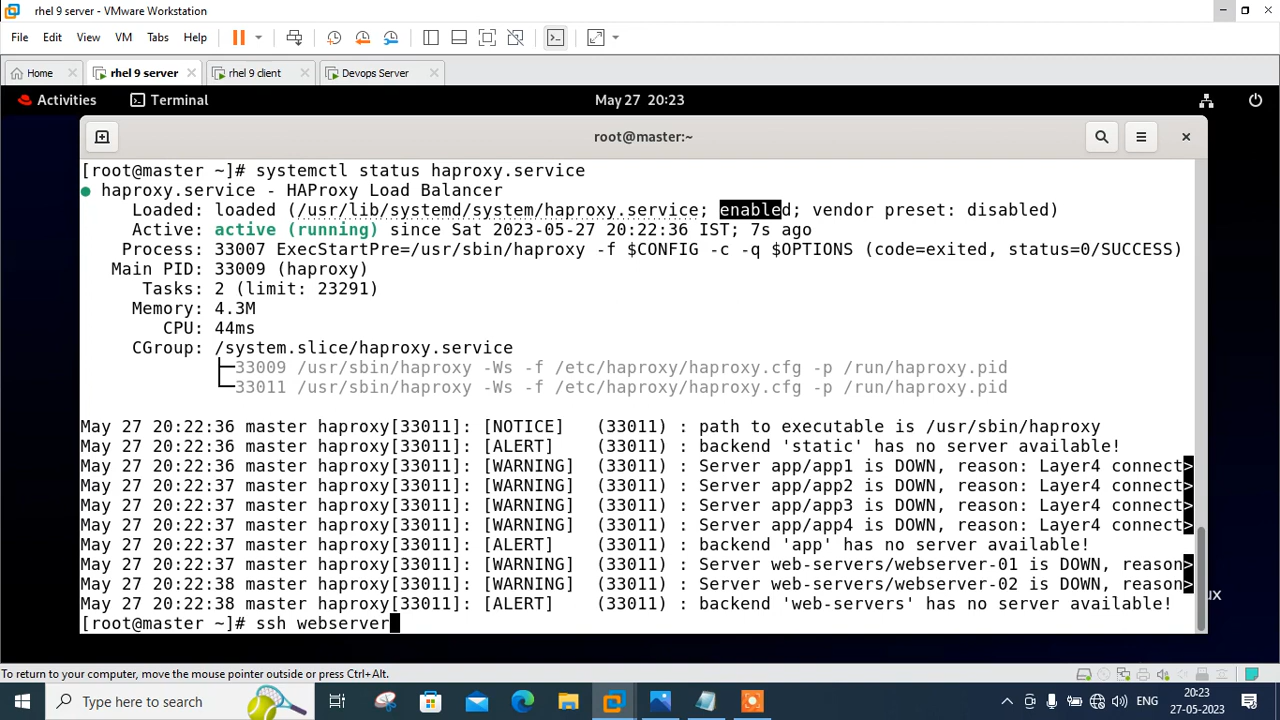 rhel 9 server - VMware Workstation
File Edit View VM Tabs Help
Home rhel 9 server rhel 9 client Devops Server
Activities Terminal May 27 20:23
root@master:~
[root@master ~]# systemctl status haproxy.service
● haproxy.service - HAProxy Load Balancer
Loaded: loaded (/usr/lib/systemd/system/haproxy.service; enabled; vendor preset: disabled)
Active: active (running) since Sat 2023-05-27 20:22:36 IST; 7s ago
Process: 33007 ExecStartPre=/usr/sbin/haproxy -f $CONFIG -c -q $OPTIONS (code=exited, status=0/SUCCESS)
Main PID: 33009 (haproxy)
Tasks: 2 (limit: 23291)
Memory: 4.3M
CPU: 44ms
CGroup: /system.slice/haproxy.service
├─33009 /usr/sbin/haproxy -Ws -f /etc/haproxy/haproxy.cfg -p /run/haproxy.pid
└─33011 /usr/sbin/haproxy -Ws -f /etc/haproxy/haproxy.cfg -p /run/haproxy.pid
May 27 20:22:36 master haproxy[33011]: [NOTICE] (33011) : path to executable is /usr/sbin/haproxy
May 27 20:22:36 master haproxy[33011]: [ALERT] (33011) : backend 'static' has no server available!
May 27 20:22:36 master haproxy[33011]: [WARNING] (33011) : Server app/app1 is DOWN, reason: Layer4 connect>
May 27 20:22:37 master haproxy[33011]: [WARNING] (33011) : Server app/app2 is DOWN, reason: Layer4 connect>
May 27 20:22:37 master haproxy[33011]: [WARNING] (33011) : Server app/app3 is DOWN, reason: Layer4 connect>
May 27 20:22:37 master haproxy[33011]: [WARNING] (33011) : Server app/app4 is DOWN, reason: Layer4 connect>
May 27 20:22:37 master haproxy[33011]: [ALERT] (33011) : backend 'app' has no server available!
May 27 20:22:37 master haproxy[33011]: [WARNING] (33011) : Server web-servers/webserver-01 is DOWN, reason>
May 27 20:22:38 master haproxy[33011]: [WARNING] (33011) : Server web-servers/webserver-02 is DOWN, reason>
May 27 20:22:38 master haproxy[33011]: [ALERT] (33011) : backend 'web-servers' has no server available!
ux
[root@master ~]# ssh webserver
To return to your computer, move the mouse pointer outside or press Ctrl+Alt.
Type here to search
ENG
20:23
27-05-2023